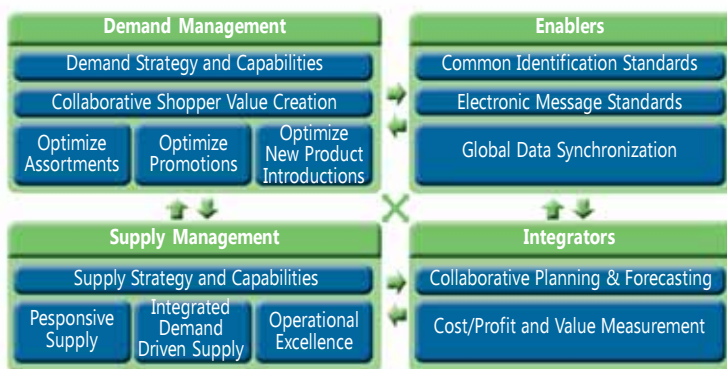 Demand Management
Demand Strategy and Capabilities
Collaborative Shopper Value Creation
Optimize
Assortments
Optimize
Promotions
Optimize
New Product
Introductions
Enablers
Common Identification Standards
Electronic Message Standards
Global Data Synchronization
Supply Management
Supply Strategy and Capabilities
Pesponsive
Supply
Integrated
Demand
Driven Supply
Operational
Excellence
Integrators
Collaborative Planning & Forecasting
Cost/Profit and Value Measurement